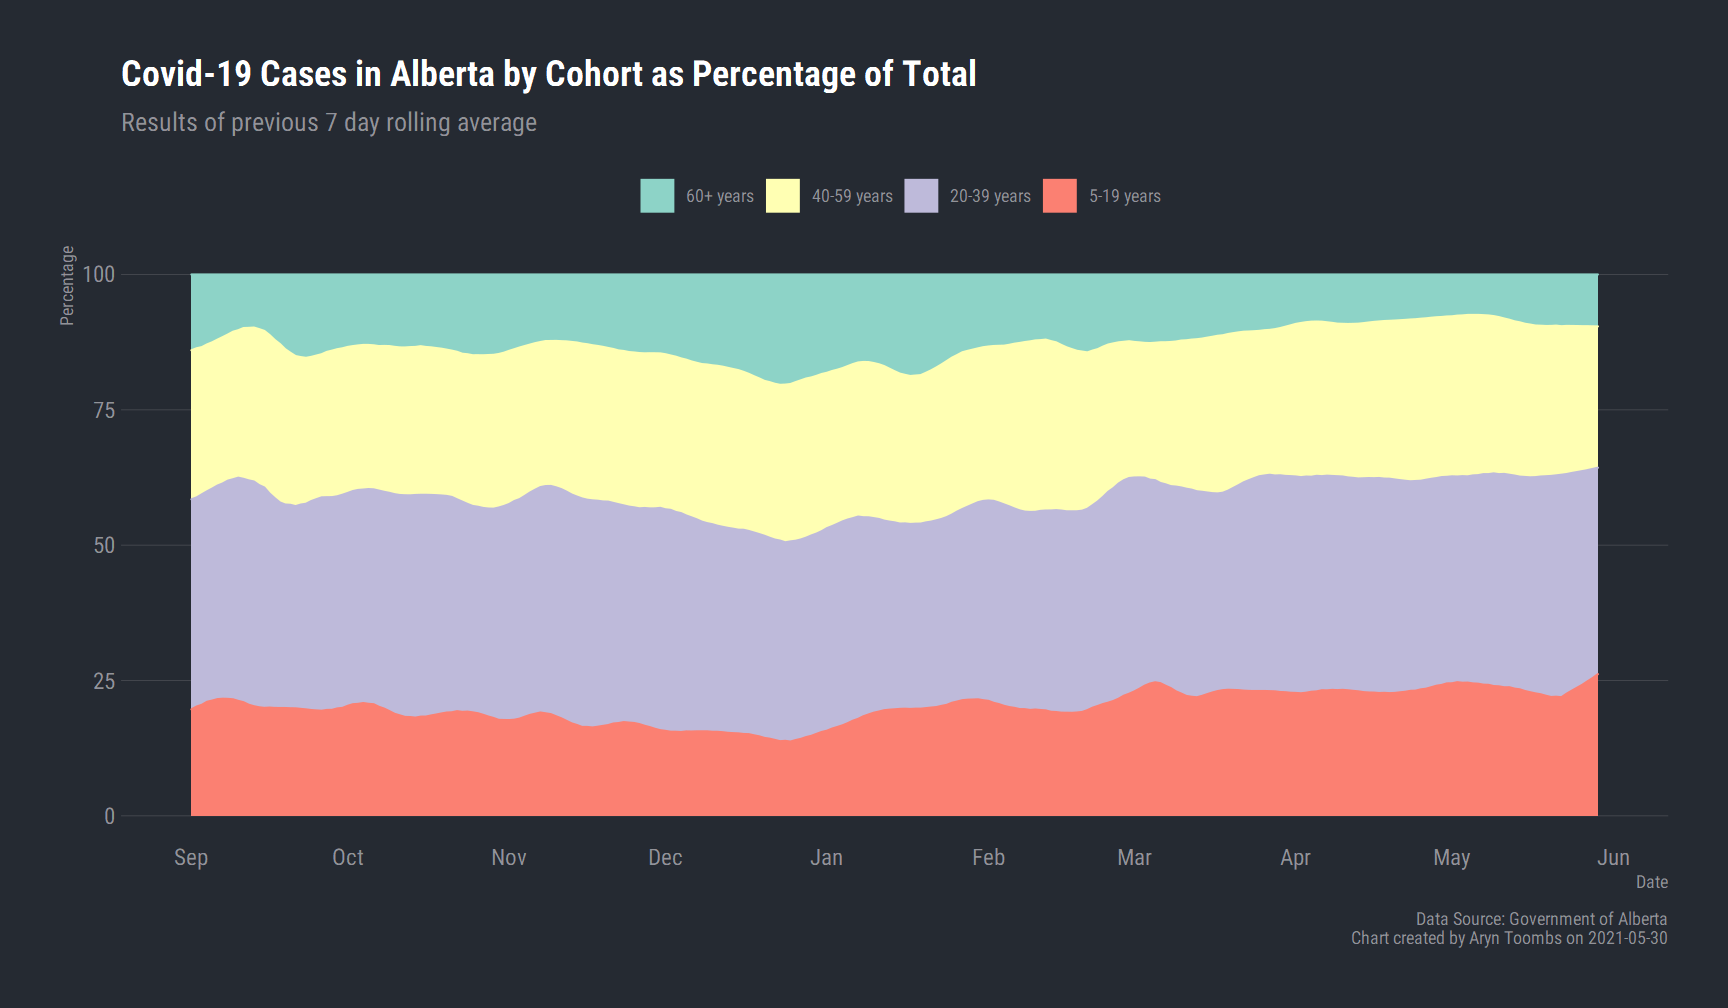 Covid-19 Cases in Alberta by Cohort as Percentage of Total
Results of previous 7 day rolling average
60+ years 40-59 years 20-39 years 5-19 years
Percentage
100
75
50
25
0
Sep Oct Nov Dec Jan Feb Mar Apr May Jun
Date
Data Source: Government of Alberta
Chart created by Aryn Toombs on 2021-05-30